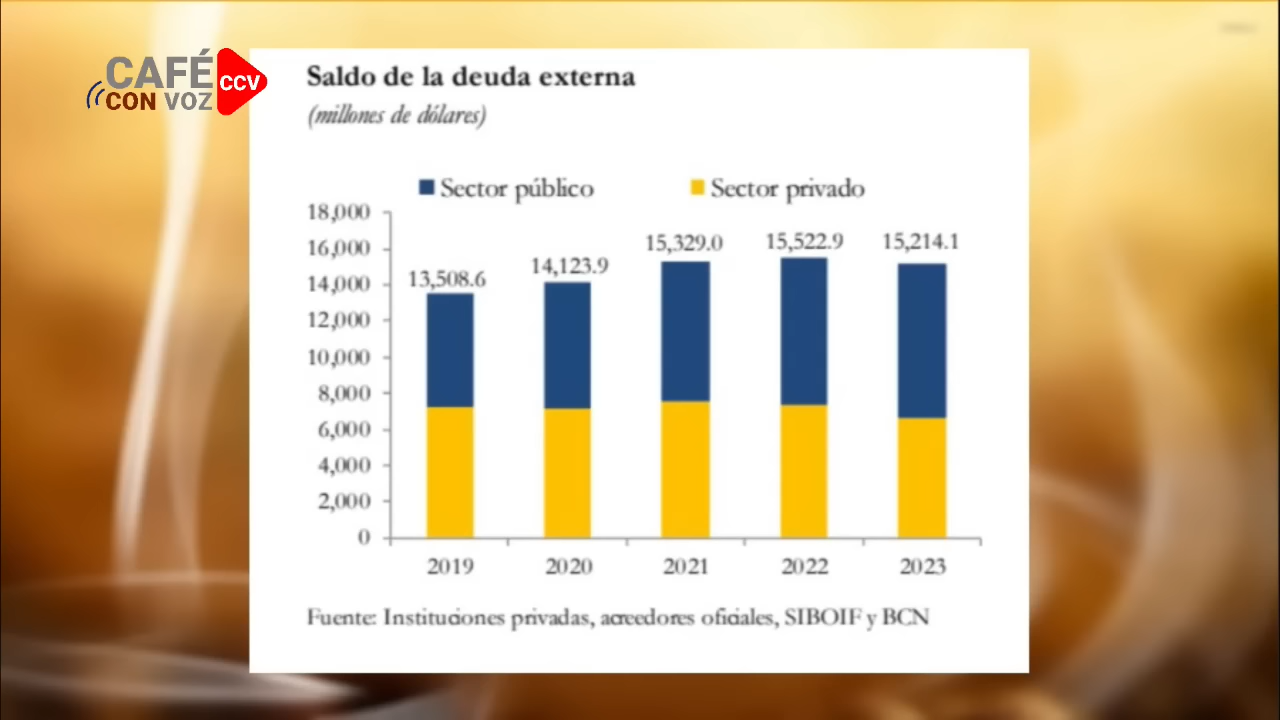 CAFÉ
CON VOZ
CCV
Saldo de la deuda externa
(millones de dólares)
Sector público
Sector privado
18,000
16,000
14,000
12,000
10,000
8,000
6,000
4,000
2,000
0
13,508.6
14,123.9
15,329.0
15,522.9
15,214.1
2019
2020
2021
2022
2023
Fuente: Instituciones privadas, acreedores oficiales, SIBOIF y BCN